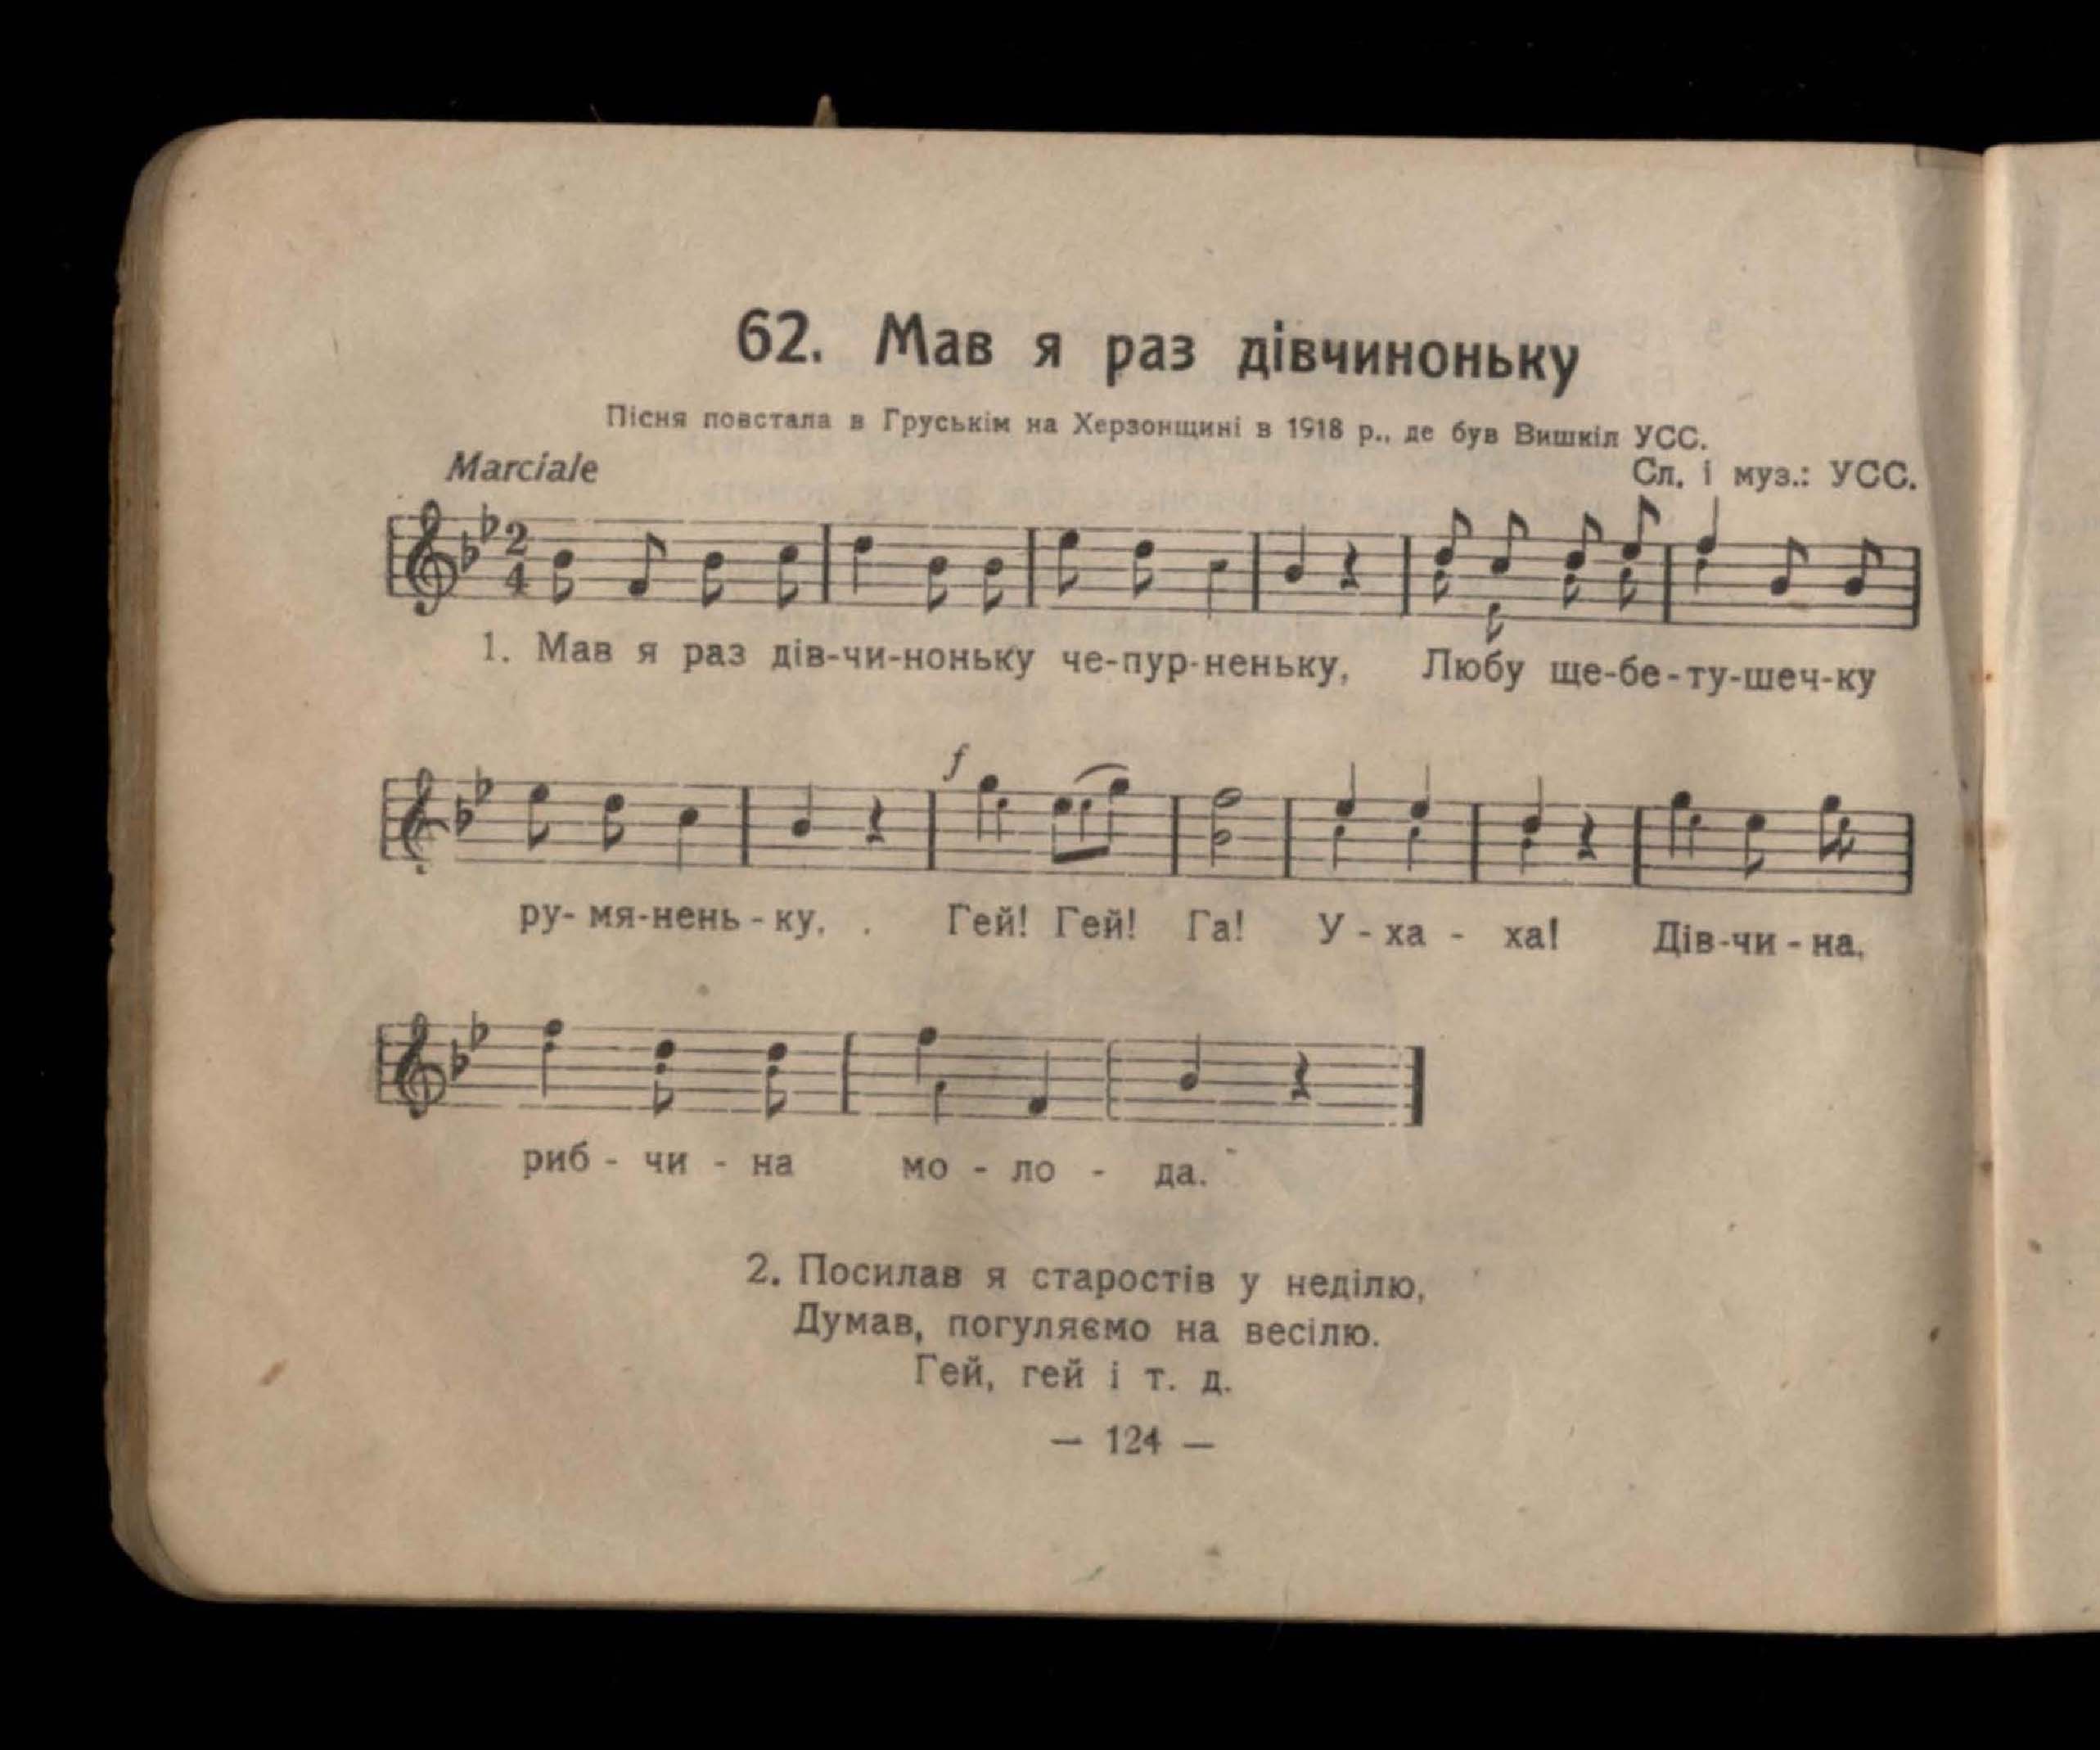 62. Мав я раз дівчиноньку
Пісня повстала в Груськім на Херзонщині в 1918 р., де був Вишкіл УСС.
Marciale
Сл. і муз.: УСС.
2
4
1. Мав я раз дів-чи-ноньку че-пур-неньку, Любу ще-бе-ту-шеч-ку
f
ру-мя-нень-ку. . Гей! Гей! Га! У-ха-ха! Дів-чи-на,
риб-чи-на мо-ло-да.
2. Посилав я старостів у неділю,
Думав, погуляємо на весілю.
Гей, гей і т. д.
— 124 —